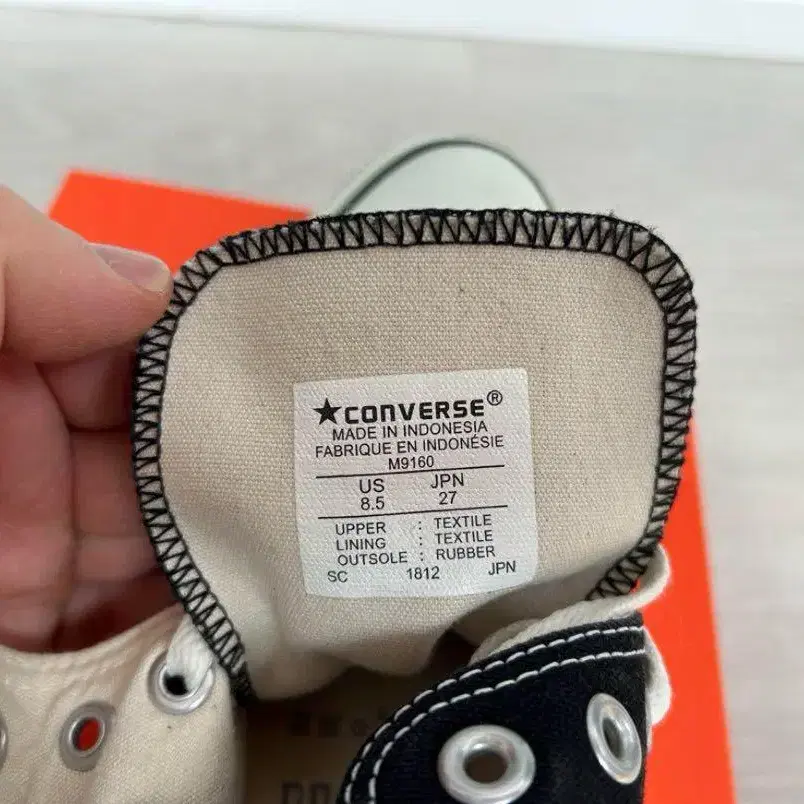 ★CONVERSE®
MADE IN INDONESIA
FABRIQUE EN INDONÉSIE
M9160
US JPN
8.5 27
UPPER : TEXTILE
LINING : TEXTILE
OUTSOLE : RUBBER
SC 1812 JPN